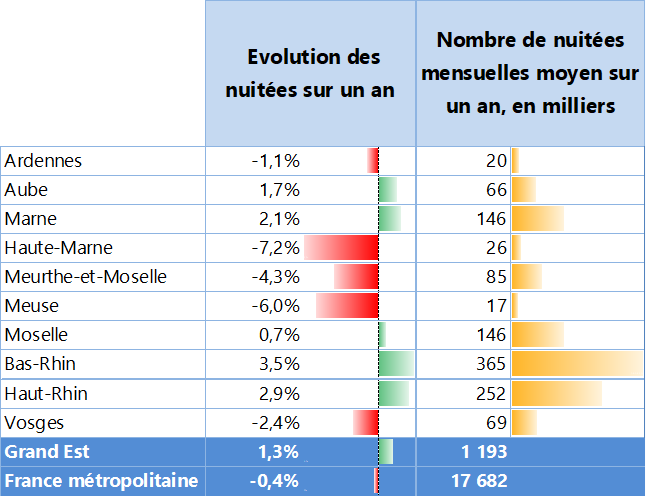 Evolution des
nuitées sur un an
Nombre de nuitées
mensuelles moyen sur
un an, en milliers
Ardennes -1,1% 20
Aube 1,7% 66
Marne 2,1% 146
Haute-Marne -7,2% 26
Meurthe-et-Moselle -4,3% 85
Meuse -6,0% 17
Moselle 0,7% 146
Bas-Rhin 3,5% 365
Haut-Rhin 2,9% 252
Vosges -2,4% 69
Grand Est 1,3% 1 193
France métropolitaine -0,4% 17 682